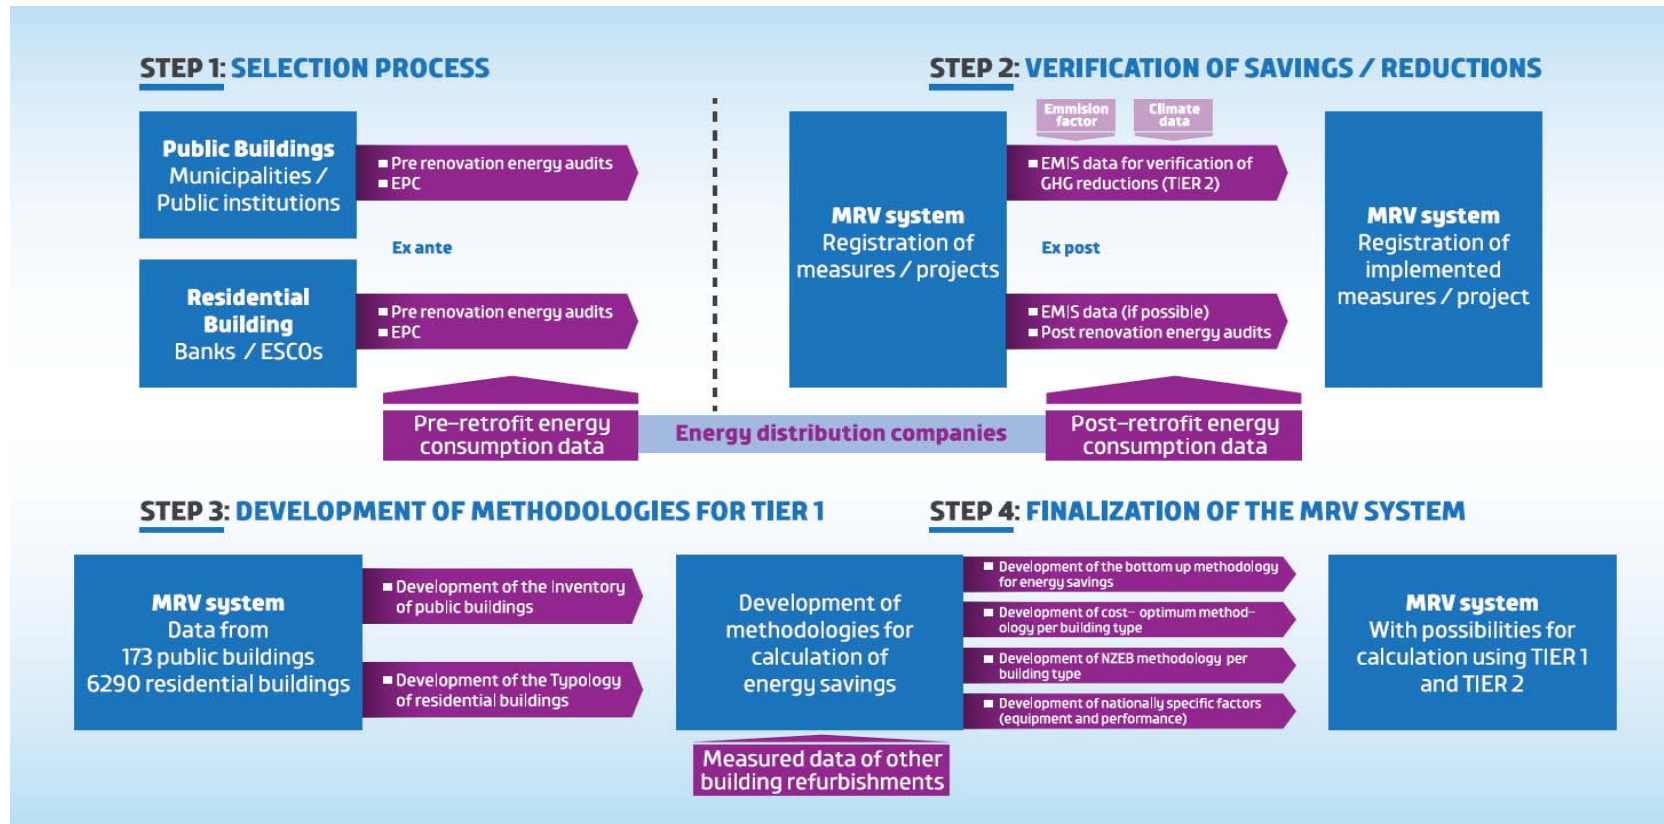 STEP 1: SELECTION PROCESS
Public Buildings
Municipalities /
Public institutions
■ Pre renovation energy audits
■ EPC
Ex ante
Residential
Building
Banks / ESCOs
■ Pre renovation energy audits
■ EPC
Pre-retrofit energy
consumption data
Energy distribution companies
STEP 2: VERIFICATION OF SAVINGS / REDUCTIONS
Emmision
factor
Climate
data
MRV system
Registration of
measures / projects
■ EMIS data for verification of
GHG reductions (TIER 2)
Ex post
■ EMIS data (if possible)
■ Post renovation energy audits
Post-retrofit energy
consumption data
MRV system
Registration of
implemented
measures / project
STEP 3: DEVELOPMENT OF METHODOLOGIES FOR TIER 1
MRV system
Data from
173 public buildings
6290 residential buildings
■ Development of the Inventory
of public buildings
■ Development of the Typology
of residential buildings
Development of
methodologies for
calculation of
energy savings
Measured data of other
building refurbishments
STEP 4: FINALIZATION OF THE MRV SYSTEM
■ Development of the bottom up methodology
for energy savings
■ Development of cost- optimum method-
ology per building type
■ Development of NZEB methodology per
building type
■ Development of nationally specific factors
(equipment and performance)
MRV system
With possibilities for
calculation using TIER 1
and TIER 2